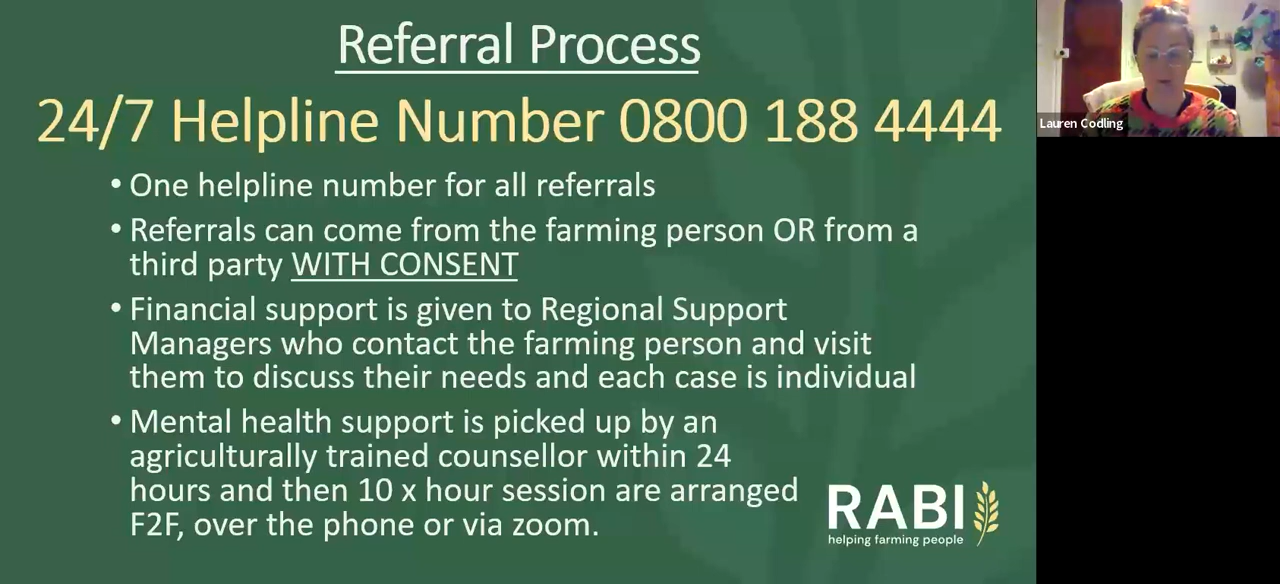 Referral Process
24/7 Helpline Number 0800 188 4444
• One helpline number for all referrals
• Referrals can come from the farming person OR from a
third party WITH CONSENT
• Financial support is given to Regional Support
Managers who contact the farming person and visit
them to discuss their needs and each case is individual
• Mental health support is picked up by an
agriculturally trained counsellor within 24
hours and then 10 x hour session are arranged
F2F, over the phone or via zoom.
RABI
helping farming people
Lauren Codling